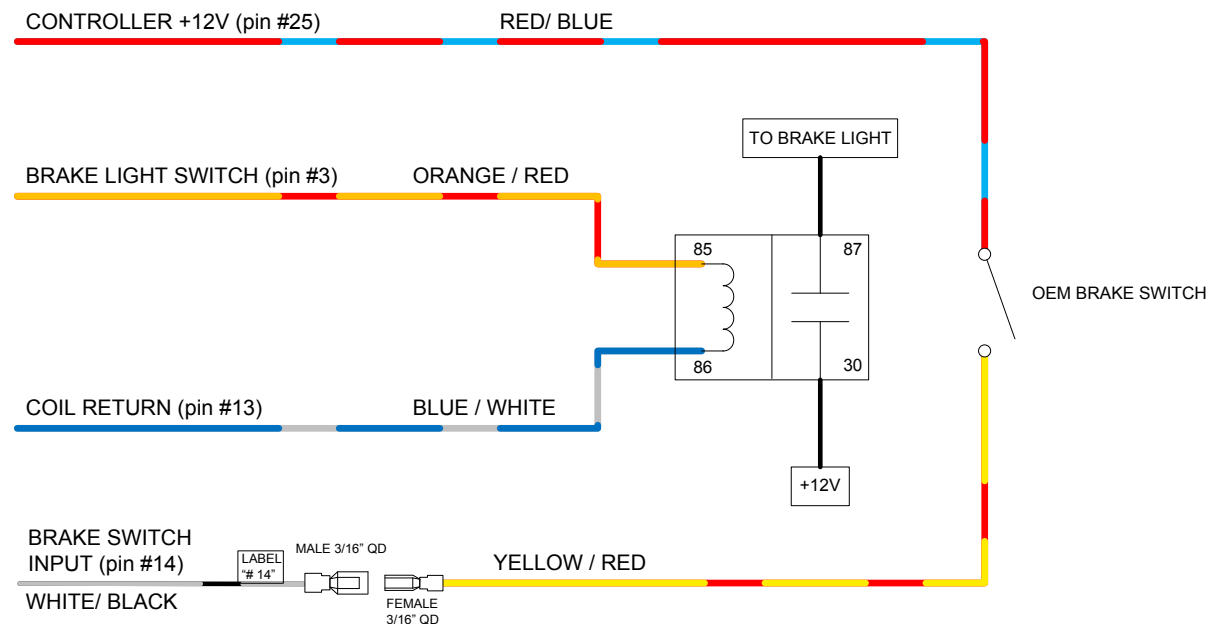 CONTROLLER +12V (pin #25)
RED/ BLUE
TO BRAKE LIGHT
BRAKE LIGHT SWITCH (pin #3)
ORANGE / RED
85
87
OEM BRAKE SWITCH
86
30
COIL RETURN (pin #13)
BLUE / WHITE
+12V
BRAKE SWITCH
INPUT (pin #14)
LABEL
"# 14"
MALE 3/16" QD
YELLOW / RED
WHITE/ BLACK
FEMALE
3/16" QD